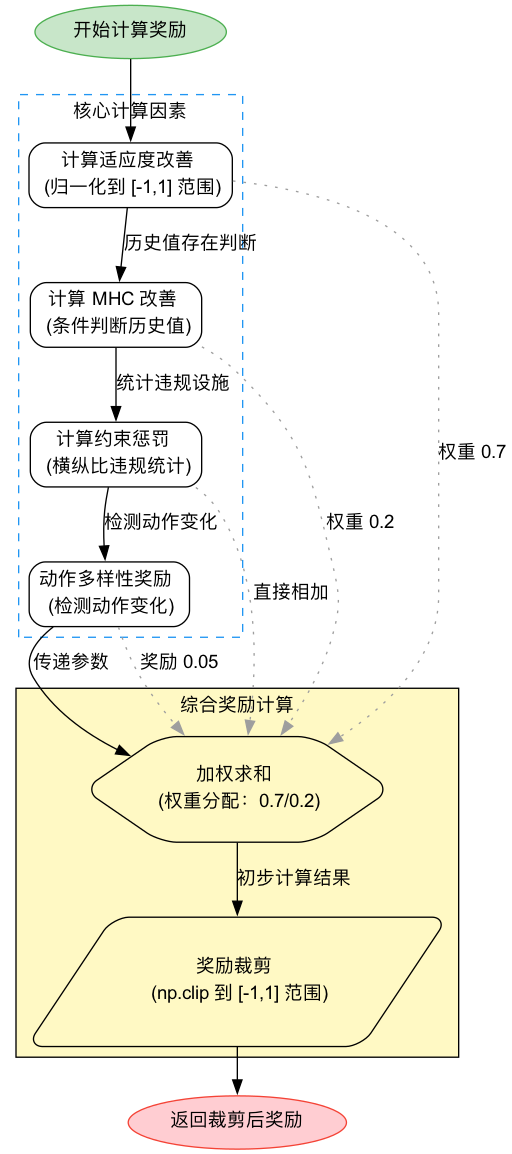 开始计算奖励
核心计算因素
计算适应度改善
(归一化到 [-1,1] 范围)
历史值存在判断
计算 MHC 改善
(条件判断历史值)
统计违规设施
计算约束惩罚
(横纵比违规统计)
权重 0.7
检测动作变化
权重 0.2
动作多样性奖励
(检测动作变化)
直接相加
传递参数
奖励 0.05
综合奖励计算
加权求和
(权重分配：0.7/0.2)
初步计算结果
奖励裁剪
(np.clip 到 [-1,1] 范围)
返回裁剪后奖励